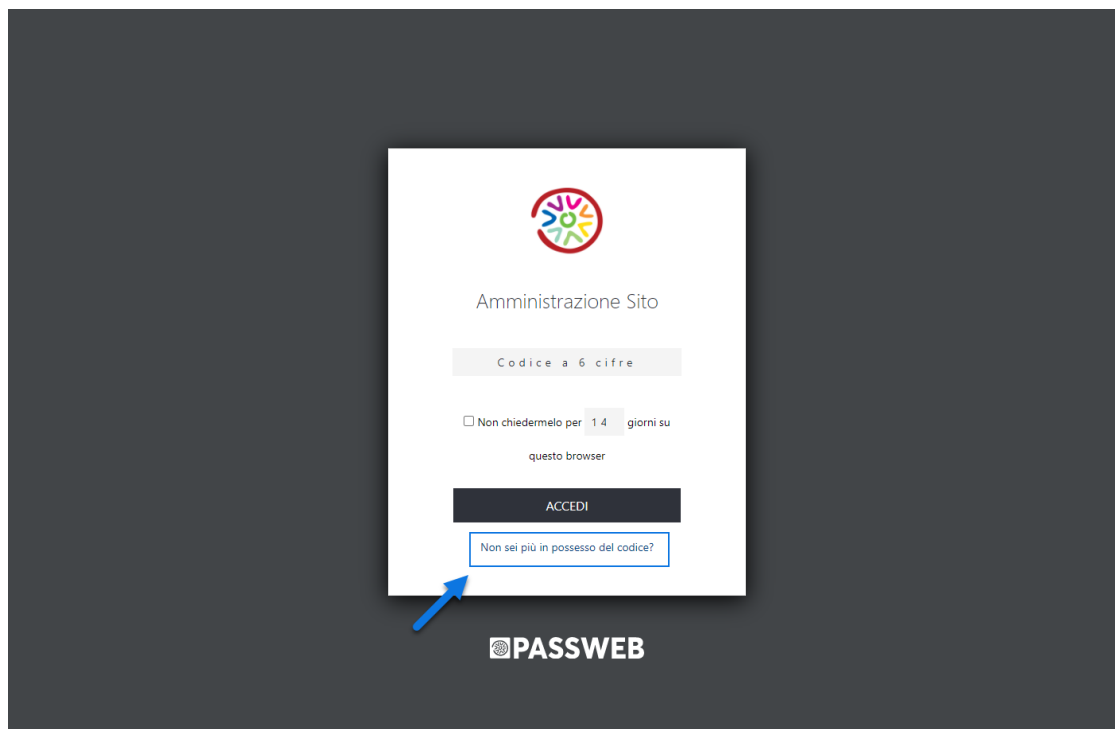 Amministrazione Sito
Codice a 6 cifre
Non chiedermelo per 14 giorni su
questo browser
ACCEDI
Non sei più in possesso del codice?
PASSWEB